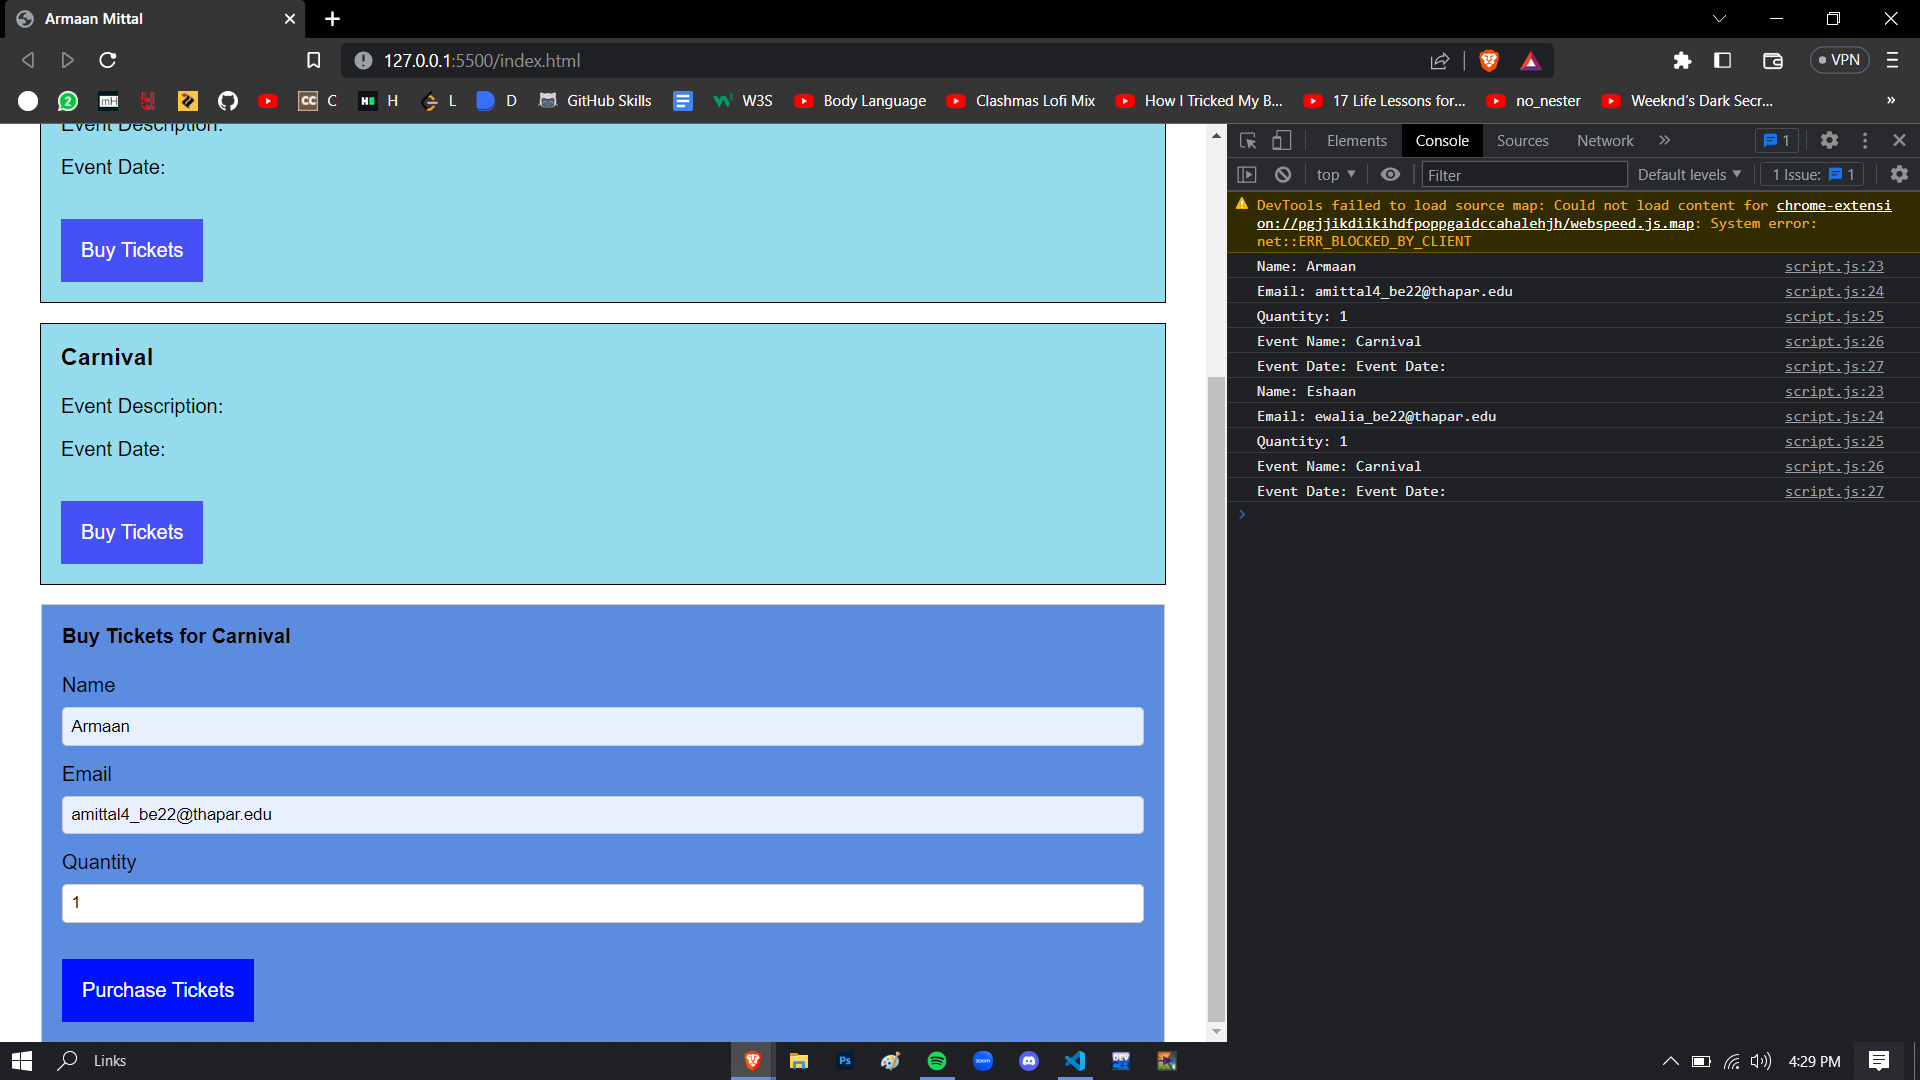 Armaan Mittal
127.0.0.1:5500/index.html
VPN
2
mH
CC C
H
L
D
GitHub Skills
W3S
Body Language
Clashmas Lofi Mix
How I Tricked My B...
17 Life Lessons for...
no_nester
Weeknd's Dark Secr...
»
Event Description:
Event Date:
Buy Tickets
Carnival
Event Description:
Event Date:
Buy Tickets
Buy Tickets for Carnival
Name
Armaan
Email
amittal4_be22@thapar.edu
Quantity
1
Purchase Tickets
Elements
Console
Sources
Network
»
1
top
Filter
Default levels
1 Issue: 1
DevTools failed to load source map: Could not load content for chrome-extensi
on://pgjjikdiikihdfpoppgaidccahalehjh/webspeed.js.map: System error:
net::ERR_BLOCKED_BY_CLIENT
Name: Armaan script.js:23
Email: amittal4_be22@thapar.edu script.js:24
Quantity: 1 script.js:25
Event Name: Carnival script.js:26
Event Date: Event Date: script.js:27
Name: Eshaan script.js:23
Email: ewalia_be22@thapar.edu script.js:24
Quantity: 1 script.js:25
Event Name: Carnival script.js:26
Event Date: Event Date: script.js:27
Links
Ps
zoom
DEV
4:29 PM